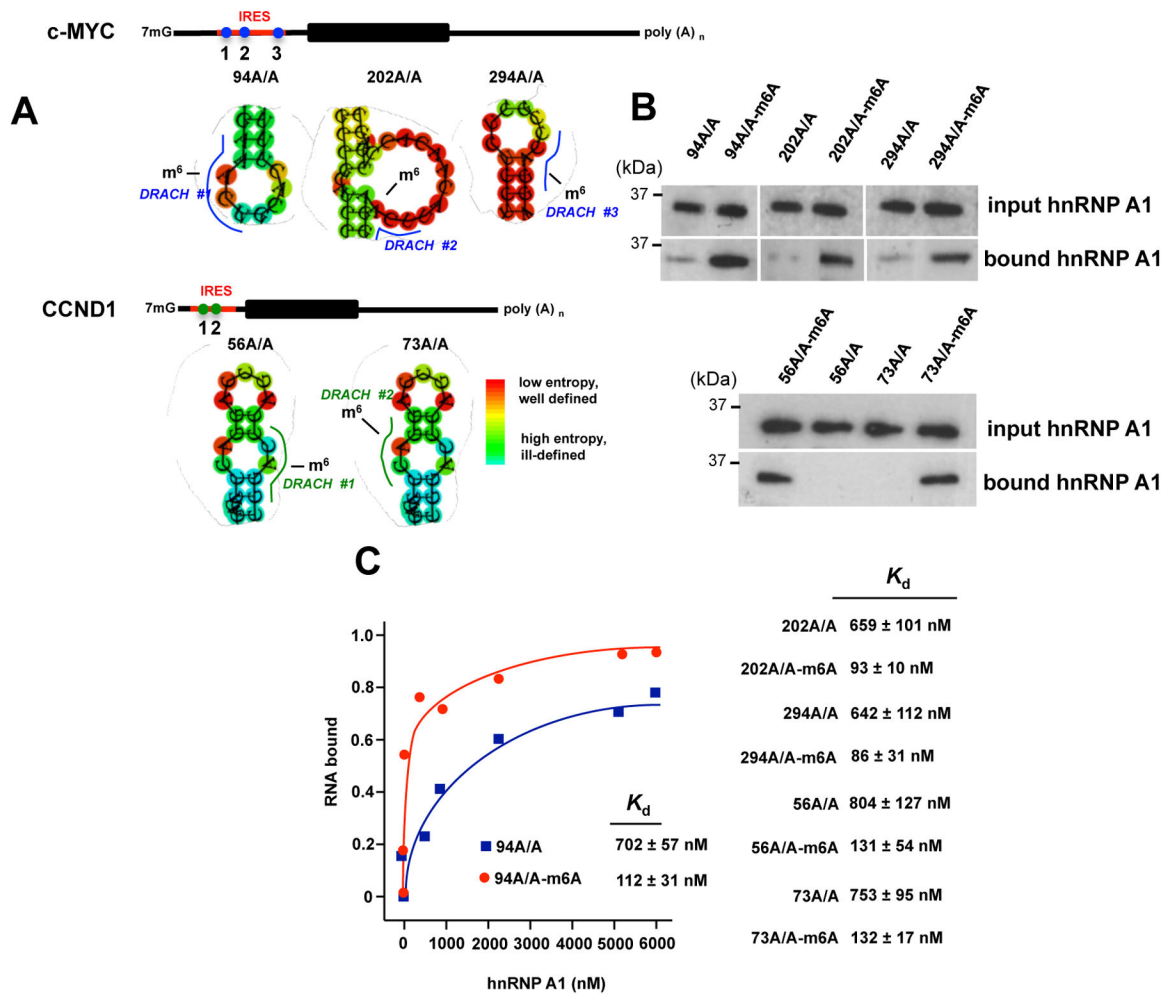 c-MYC
7mG
IRES
poly (A) n
1 2 3
94A/A
202A/A
294A/A
A
m6
DRACH #1
m6
DRACH #2
m6
DRACH #3
CCND1
7mG
IRES
poly (A) n
12
56A/A
73A/A
m6
DRACH #1
DRACH #2
m6
low entropy,
well defined
high entropy,
ill-defined
B
(kDa)
94A/A
94A/A-m6A
202A/A
202A/A-m6A
294A/A
294A/A-m6A
37
input hnRNP A1
37
bound hnRNP A1
(kDa)
56A/A-m6A
56A/A
73A/A
73A/A-m6A
37
input hnRNP A1
37
bound hnRNP A1
C
RNA bound
1.0
0.8
0.6
0.4
0.2
0
0 1000 2000 3000 4000 5000 6000
hnRNP A1 (nM)
Kd
94A/A 702 ± 57 nM
94A/A-m6A 112 ± 31 nM
Kd
202A/A 659 ± 101 nM
202A/A-m6A 93 ± 10 nM
294A/A 642 ± 112 nM
294A/A-m6A 86 ± 31 nM
56A/A 804 ± 127 nM
56A/A-m6A 131 ± 54 nM
73A/A 753 ± 95 nM
73A/A-m6A 132 ± 17 nM